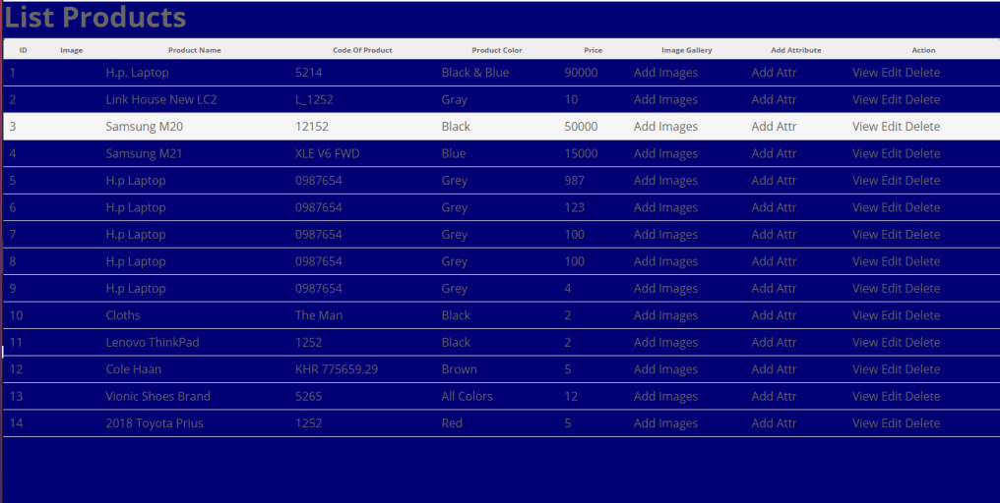 List Products
ID Image Product Name Code Of Product Product Color Price Image Gallery Add Attribute Action
1 H.p. Laptop 5214 Black & Blue 90000 Add Images Add Attr View Edit Delete
2 Link House New LC2 L_1252 Gray 10 Add Images Add Attr View Edit Delete
3 Samsung M20 12152 Black 50000 Add Images Add Attr View Edit Delete
4 Samsung M21 XLE V6 FWD Blue 15000 Add Images Add Attr View Edit Delete
5 H.p Laptop 0987654 Grey 987 Add Images Add Attr View Edit Delete
6 H.p Laptop 0987654 Grey 123 Add Images Add Attr View Edit Delete
7 H.p Laptop 0987654 Grey 100 Add Images Add Attr View Edit Delete
8 H.p Laptop 0987654 Grey 100 Add Images Add Attr View Edit Delete
9 H.p Laptop 0987654 Grey 4 Add Images Add Attr View Edit Delete
10 Cloths The Man Black 2 Add Images Add Attr View Edit Delete
11 Lenovo ThinkPad 1252 Black 2 Add Images Add Attr View Edit Delete
12 Cole Haan KHR 775659.29 Brown 5 Add Images Add Attr View Edit Delete
13 Vionic Shoes Brand 5265 All Colors 12 Add Images Add Attr View Edit Delete
14 2018 Toyota Prius 1252 Red 5 Add Images Add Attr View Edit Delete